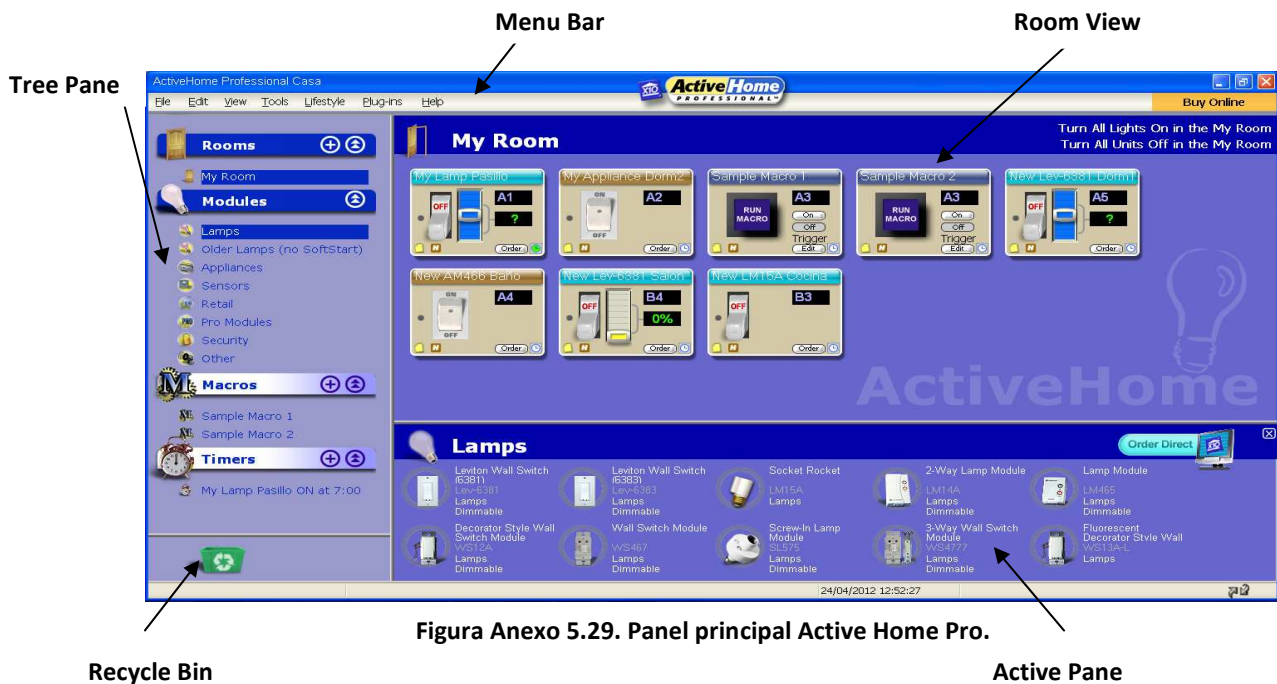 Menu Bar
Room View
Tree Pane
ActiveHome Professional Casa
X10 ActiveHome
PROFESSIONAL™
File Edit View Tools Lifestyle Plug-ins Help
Buy Online
Rooms
My Room
Modules
Lamps
Older Lamps (no SoftStart)
Appliances
Sensors
Retail
PRO Pro Modules
Security
Other
M Macros
Sample Macro 1
Sample Macro 2
Timers
My Lamp Pasillo ON at 7:00
My Room
Turn All Lights On in the My Room
Turn All Units Off in the My Room
My Lamp Pasillo
OFF
A1
?
M
Order
My Appliance Dorm2
ON
OFF
A2
M
Order
Sample Macro 1
RUN
MACRO
A3
On
Off
Trigger
M
Edit
Sample Macro 2
RUN
MACRO
A3
On
Off
Trigger
M
Edit
New Lev-6381 Dorm1
OFF
A5
?
M
Order
New AM466 Baño
ON
OFF
A4
M
Order
New Lev-6381 Salon
OFF
B4
0%
M
Order
New LM15A Cocina
OFF
B3
M
Order
ActiveHome
Lamps
Order Direct
Leviton Wall Switch
(6381)
Lev-6381
Lamps
Dimmable
Leviton Wall Switch
(6383)
Lev-6383
Lamps
Dimmable
Socket Rocket
LM15A
Lamps
2-Way Lamp Module
LM14A
Lamps
Dimmable
Lamp Module
LM465
Lamps
Dimmable
Decorator Style Wall
Switch Module
WS12A
Lamps
Dimmable
Wall Switch Module
WS467
Lamps
Dimmable
Screw-In Lamp
Module
SL575
Lamps
Dimmable
3-Way Wall Switch
Module
WS4777
Lamps
Dimmable
Fluorescent
Decorator Style Wall
WS13A-L
Lamps
24/04/2012 12:52:27
Figura Anexo 5.29. Panel principal Active Home Pro.
Recycle Bin
Active Pane